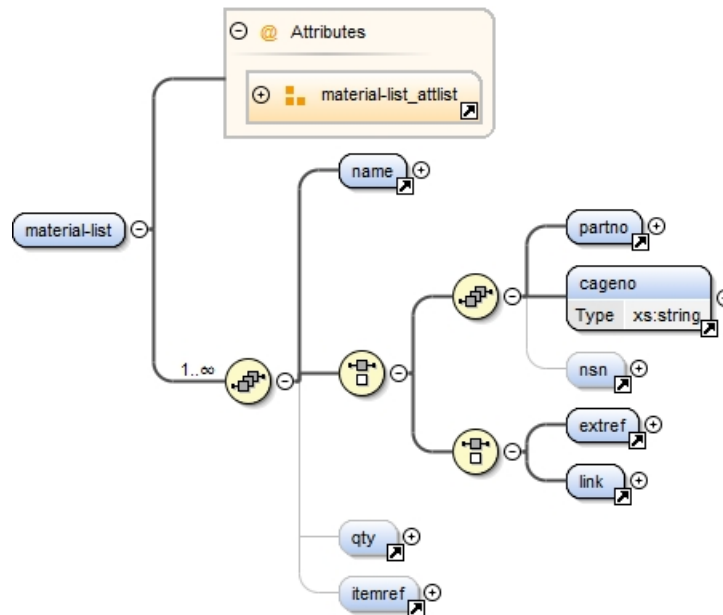 @ Attributes
material-list_attlist
name
material-list
partno
cageno
Type xs:string
nsn
1..∞
extref
link
qty
itemref